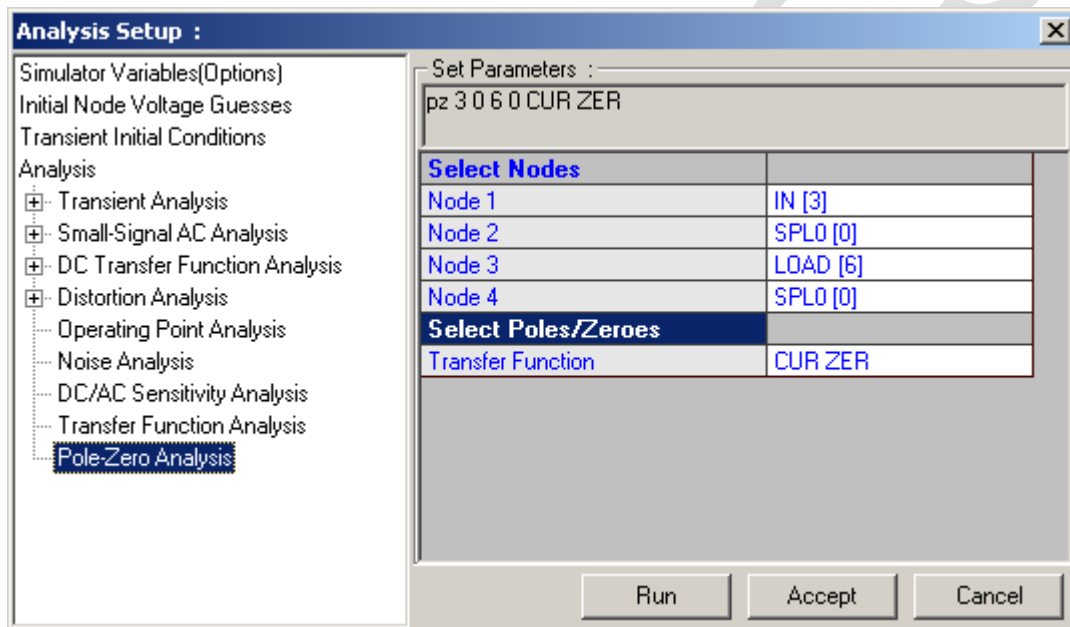 Analysis Setup :
Simulator Variables(Options)
Initial Node Voltage Guesses
Transient Initial Conditions
Analysis
Transient Analysis
Small-Signal AC Analysis
DC Transfer Function Analysis
Distortion Analysis
Operating Point Analysis
Noise Analysis
DC/AC Sensitivity Analysis
Transfer Function Analysis
Pole-Zero Analysis
Set Parameters :
pz 3 0 6 0 CUR ZER
Select Nodes
Node 1 IN [3]
Node 2 SPL0 [0]
Node 3 LOAD [6]
Node 4 SPL0 [0]
Select Poles/Zeroes
Transfer Function CUR ZER
Run Accept Cancel